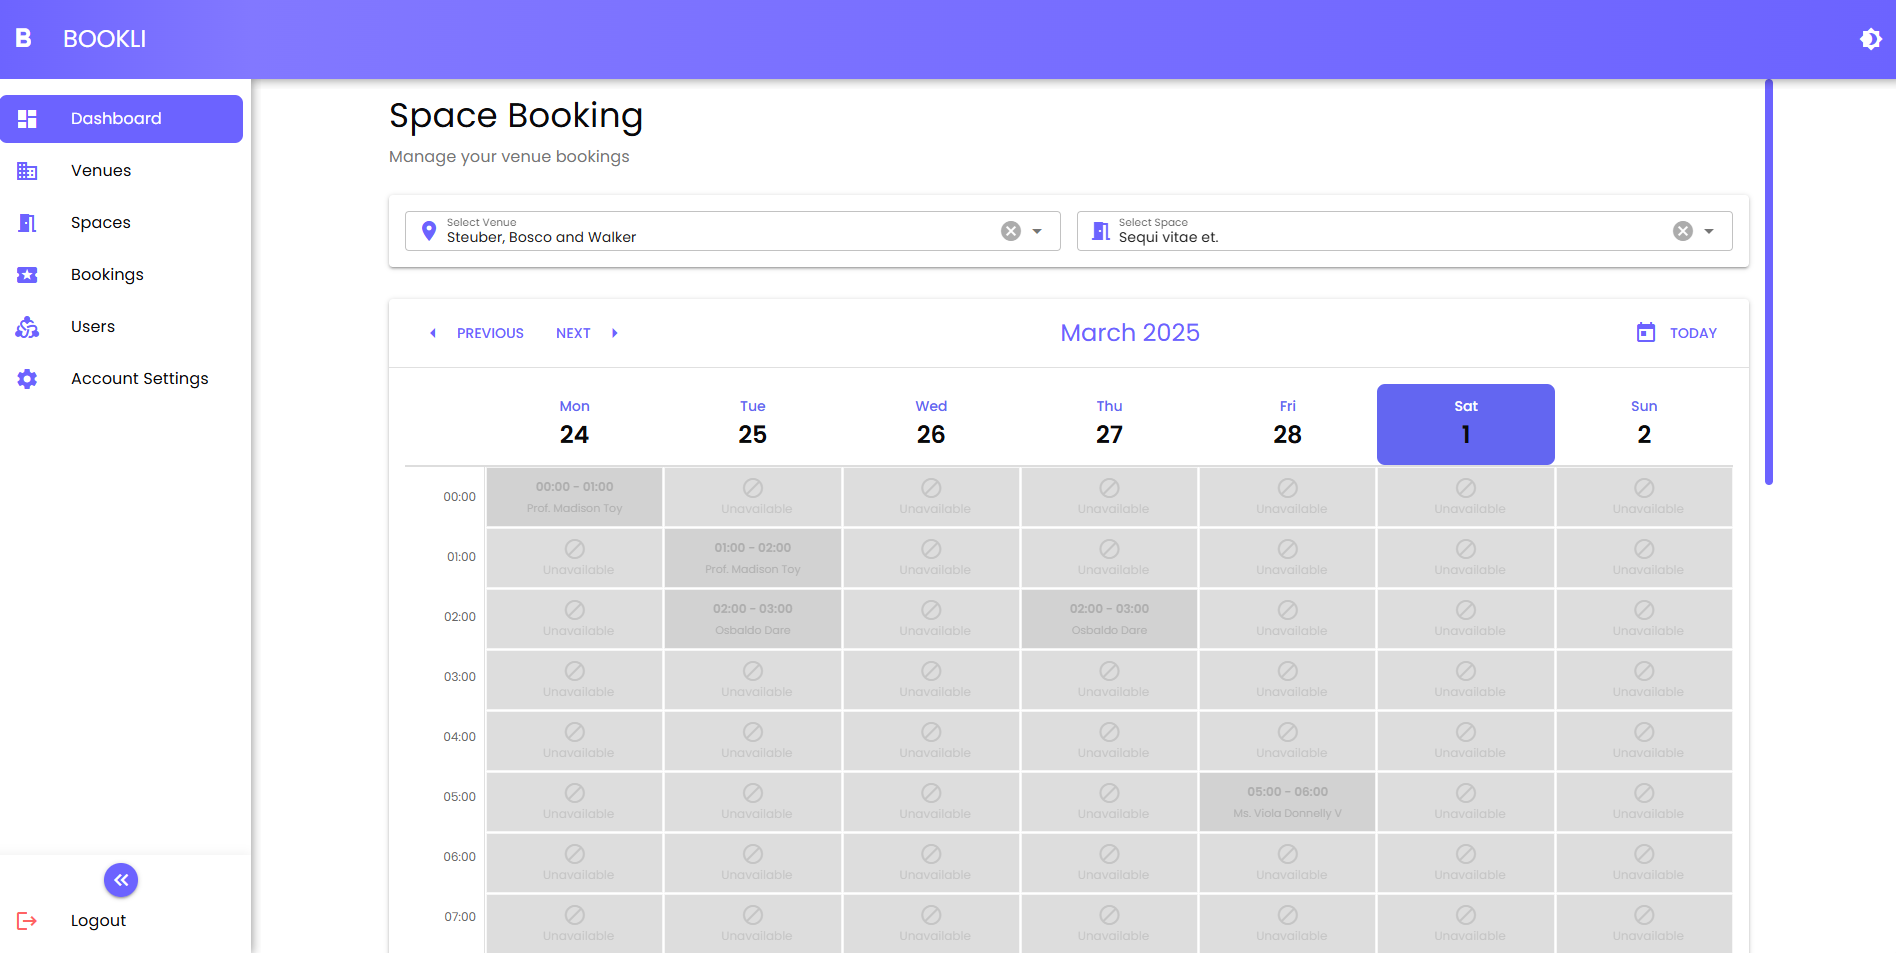 B BOOKLI
Dashboard
Venues
Spaces
Bookings
Users
Account Settings
Logout
Space Booking
Manage your venue bookings
Select Venue
Steuber, Bosco and Walker
Select Space
Sequi vitae et.
PREVIOUS NEXT March 2025 TODAY
Mon Tue Wed Thu Fri Sat Sun
24 25 26 27 28 1 2
00:00 00:00 - 01:00 Unavailable Unavailable Unavailable Unavailable Unavailable Unavailable
Prof. Madison Toy
01:00 Unavailable 01:00 - 02:00 Unavailable Unavailable Unavailable Unavailable Unavailable
Prof. Madison Toy
02:00 Unavailable 02:00 - 03:00 Unavailable 02:00 - 03:00 Unavailable Unavailable Unavailable
Osbaldo Dare Osbaldo Dare
03:00 Unavailable Unavailable Unavailable Unavailable Unavailable Unavailable Unavailable
04:00 Unavailable Unavailable Unavailable Unavailable Unavailable Unavailable Unavailable
05:00 Unavailable Unavailable Unavailable Unavailable 05:00 - 06:00 Unavailable Unavailable
Ms. Viola Donnelly V
06:00 Unavailable Unavailable Unavailable Unavailable Unavailable Unavailable Unavailable
07:00 Unavailable Unavailable Unavailable Unavailable Unavailable Unavailable Unavailable